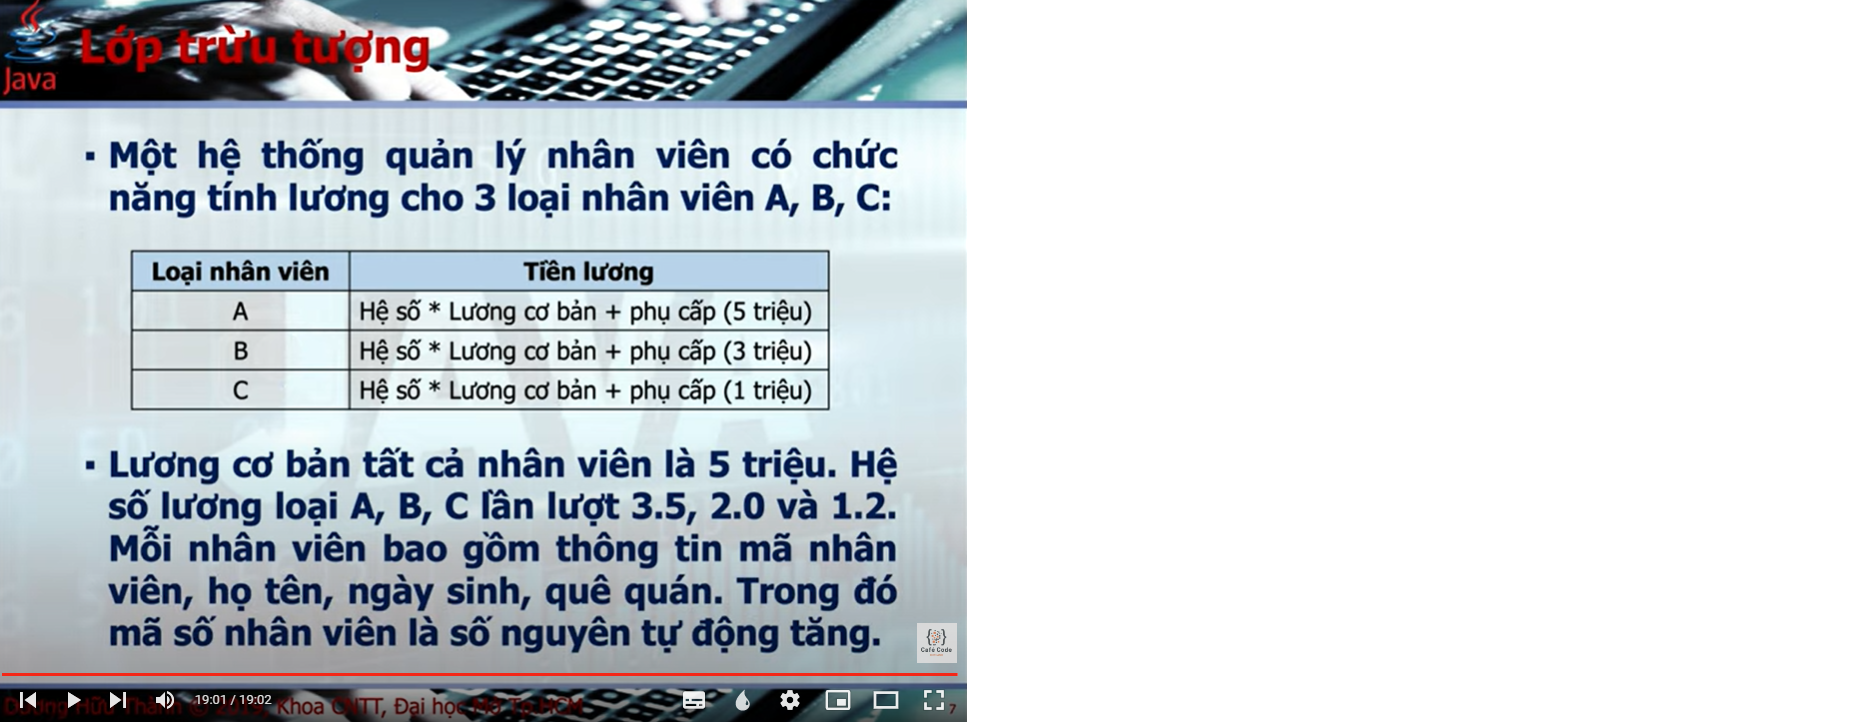 Lớp trừu tượng
Java
▪ Một hệ thống quản lý nhân viên có chức
năng tính lương cho 3 loại nhân viên A, B, C:
Loại nhân viên Tiền lương
A Hệ số * Lương cơ bản + phụ cấp (5 triệu)
B Hệ số * Lương cơ bản + phụ cấp (3 triệu)
C Hệ số * Lương cơ bản + phụ cấp (1 triệu)
▪ Lương cơ bản tất cả nhân viên là 5 triệu. Hệ
số lương loại A, B, C lần lượt 3.5, 2.0 và 1.2.
Mỗi nhân viên bao gồm thông tin mã nhân
viên, họ tên, ngày sinh, quê quán. Trong đó
mã số nhân viên là số nguyên tự động tăng.
{ }
Café Code
19:01 / 19:02
Khoa CNTT, Đại học Mở Tp.HCM
7